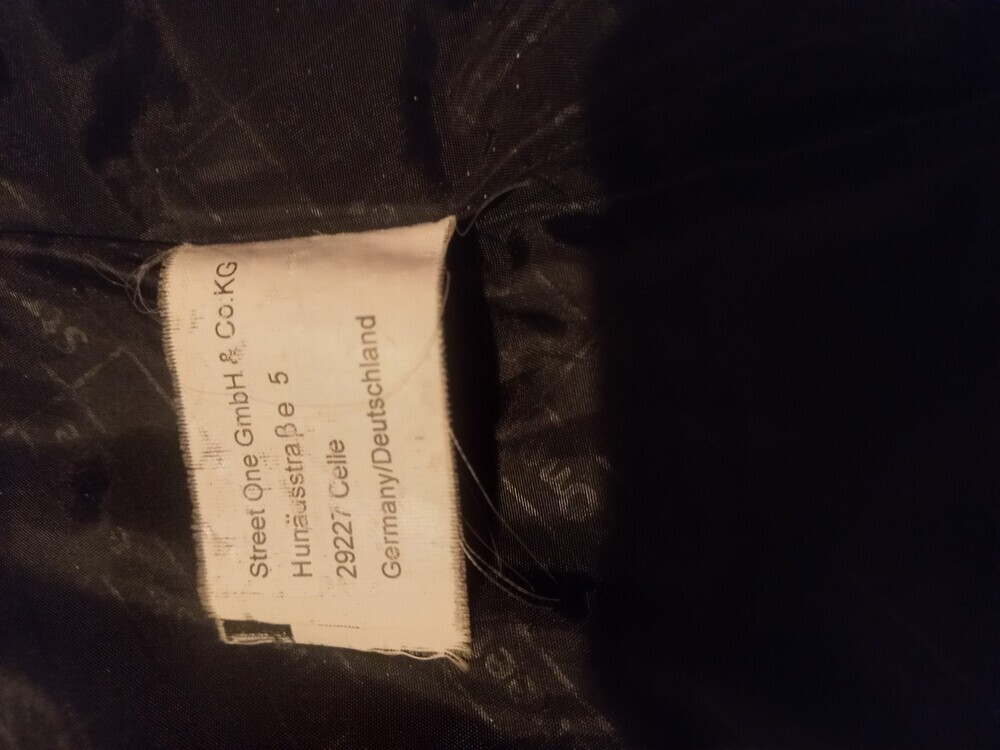 Street One GmbH & Co.KG
Hunäusstraße 5
29227 Celle
Germany/Deutschland